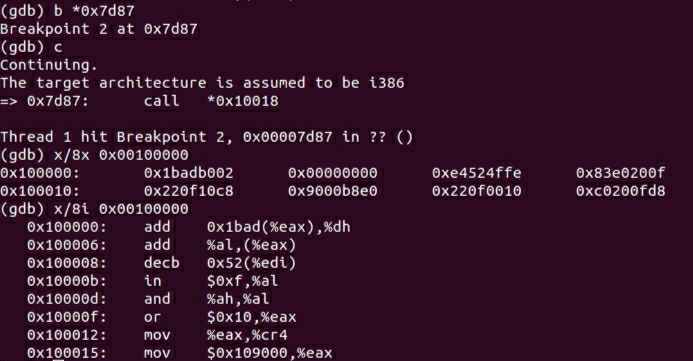 (gdb) b *0x7d87
Breakpoint 2 at 0x7d87
(gdb) c
Continuing.
The target architecture is assumed to be i386
=> 0x7d87:      call   *0x10018

Thread 1 hit Breakpoint 2, 0x00007d87 in ?? ()
(gdb) x/8x 0x00100000
0x100000:       0x1badb002      0x00000000      0xe4524ffe      0x83e0200f
0x100010:       0x220f10c8      0x9000b8e0      0x220f0010      0xc0200fd8
(gdb) x/8i 0x00100000
   0x100000:    add    0x1bad(%eax),%dh
   0x100006:    add    %al,(%eax)
   0x100008:    decb   0x52(%edi)
   0x10000b:    in     $0xf,%al
   0x10000d:    and    %ah,%al
   0x10000f:    or     $0x10,%eax
   0x100012:    mov    %eax,%cr4
   0x100015:    mov    $0x109000,%eax